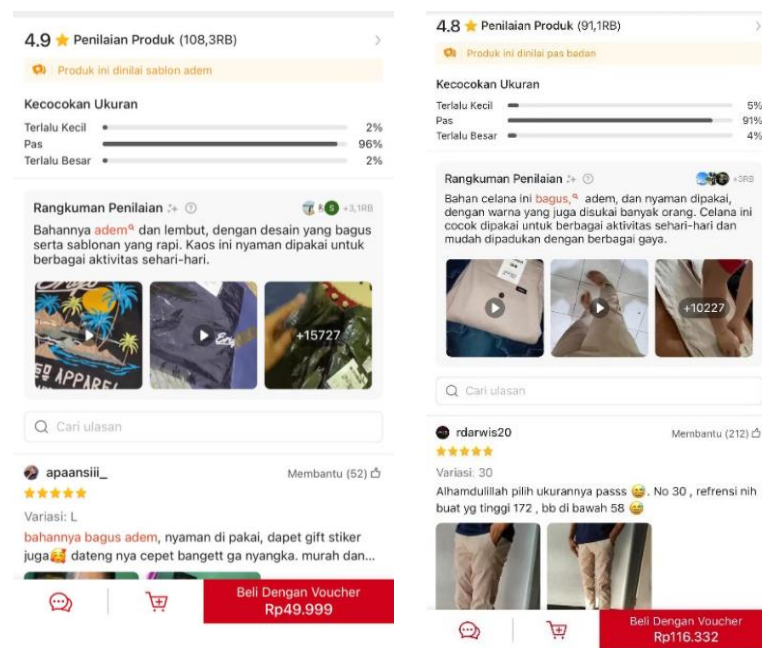 4.9 ⭐ Penilaian Produk (108,3RB)
Produk ini dinilai sablon adem
Kecocokan Ukuran
Terlalu Kecil 2%
Pas 96%
Terlalu Besar 2%
Rangkuman Penilaian +3,1RB
Bahannya adem dan lembut, dengan desain yang bagus
serta sablonan yang rapi. Kaos ini nyaman dipakai untuk
berbagai aktivitas sehari-hari.
+15727
Cari ulasan
apaansiii_ Membantu (52)
Variasi: L
bahannya bagus adem, nyaman di pakai, dapet gift stiker
juga🥰 dateng nya cepet bangett ga nyangka. murah dan...
Beli Dengan Voucher
Rp49.999
4.8 ⭐ Penilaian Produk (91,1RB)
Produk ini dinilai pas badan
Kecocokan Ukuran
Terlalu Kecil 5%
Pas 91%
Terlalu Besar 4%
Rangkuman Penilaian +3RB
Bahan celana ini bagus, adem, dan nyaman dipakai,
dengan warna yang juga disukai banyak orang. Celana ini
cocok dipakai untuk berbagai aktivitas sehari-hari dan
mudah dipadukan dengan berbagai gaya.
+10227
Cari ulasan
rdarwis20 Membantu (212)
Variasi: 30
Alhamdulillah pilih ukurannya passs 😅. No 30 , refrensi nih
buat yg tinggi 172 , bb di bawah 58 😅
Beli Dengan Voucher
Rp116.332